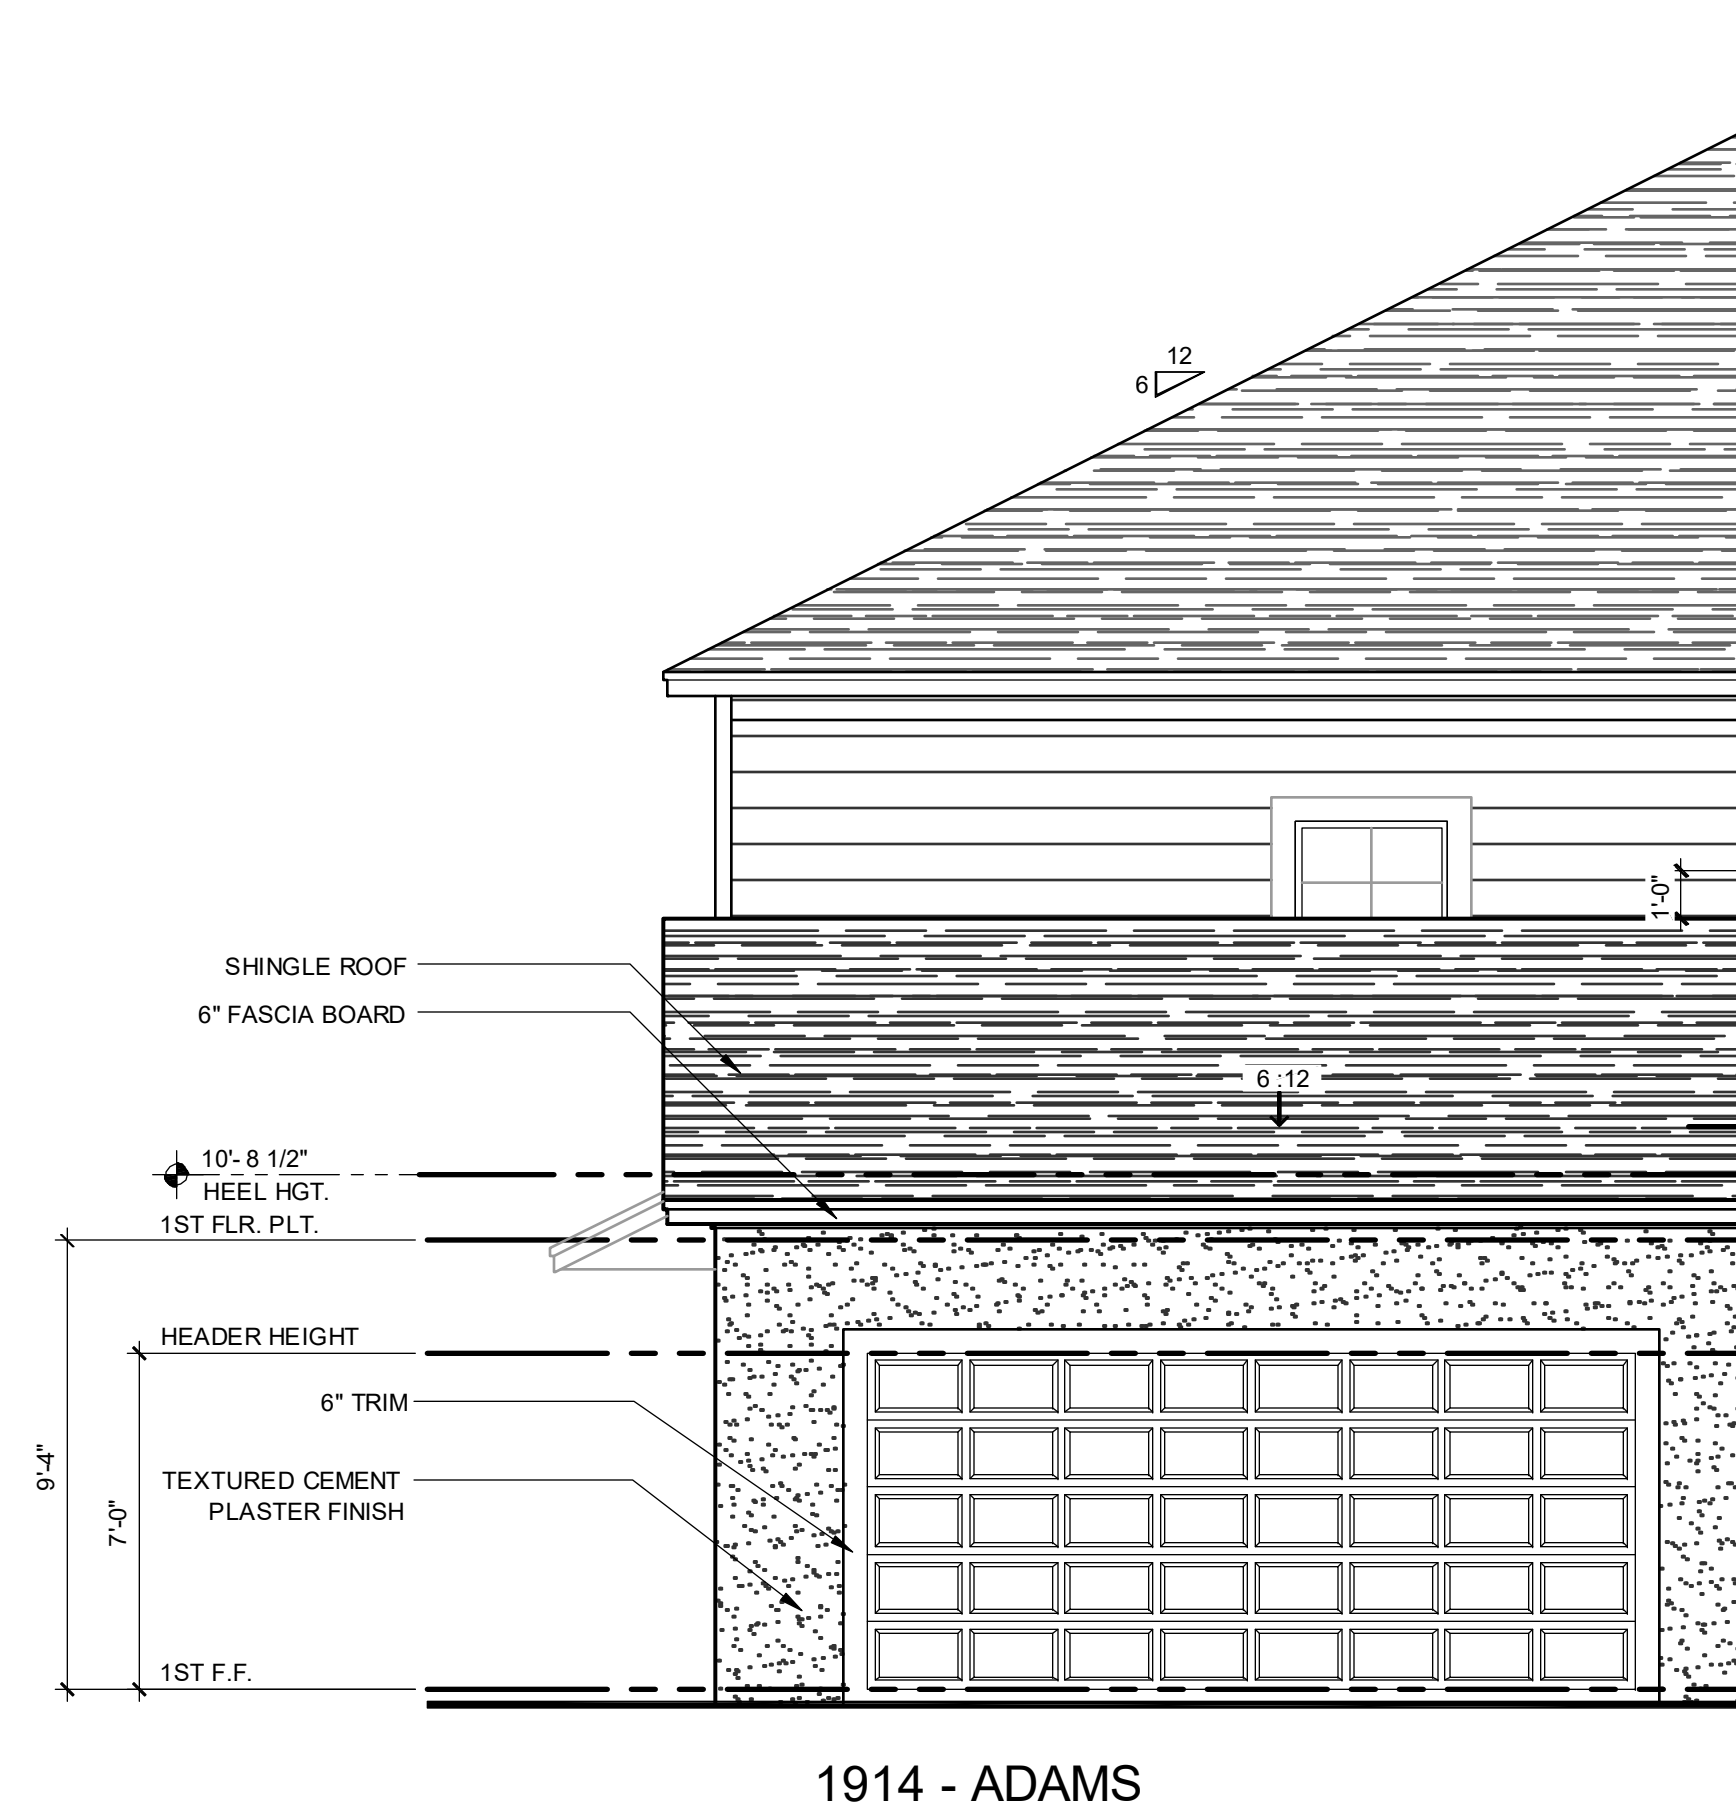 12
6
1'-0"
SHINGLE ROOF
6" FASCIA BOARD
6 :12
10'- 8 1/2"
HEEL HGT.
1ST FLR. PLT.
HEADER HEIGHT
6" TRIM
9'-4"
TEXTURED CEMENT
PLASTER FINISH
7'-0"
1ST F.F.
1914 - ADAMS